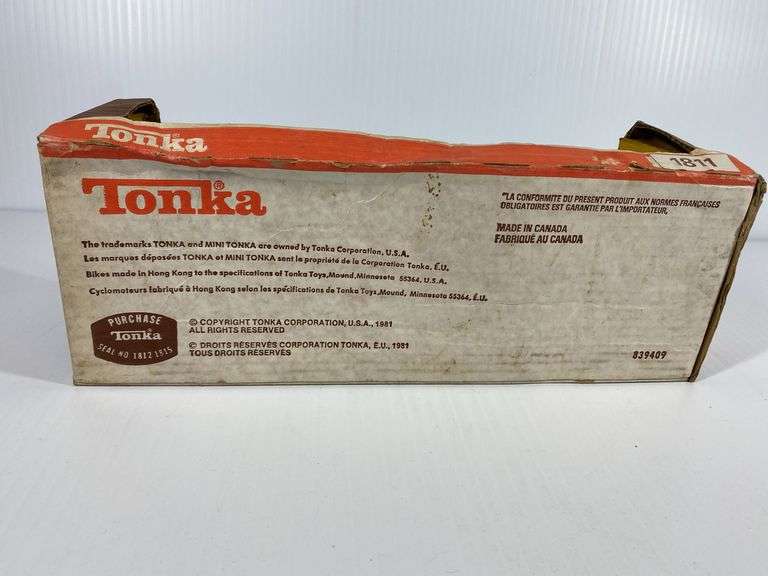 Tonka®
1811
Tonka®
"LA CONFORMITE DU PRESENT PRODUIT AUX NORMES FRANÇAISES
OBLIGATOIRES EST GARANTIE PAR L'IMPORTATEUR,
MADE IN CANADA
FABRIQUÉ AU CANADA
The trademarks TONKA and MINI TONKA are owned by Tonka Corporation, U.S.A.
Les marques déposées TONKA et MINI TONKA sont la propriété de la Corporation Tonka, É.U.
Bikes made in Hong Kong to the specifications of Tonka Toys, Mound, Minnesota 55364, U.S.A.
Cyclomoteurs fabriqué à Hong Kong selon les spécifications de Tonka Toys, Mound, Minnesota 55364, É.U.
PURCHASE
Tonka
SEAL NO 1812 1315
© COPYRIGHT TONKA CORPORATION, U.S.A., 1981
ALL RIGHTS RESERVED
© DROITS RÉSERVÉS CORPORATION TONKA, É.U., 1981
TOUS DROITS RÉSERVÉS
839409